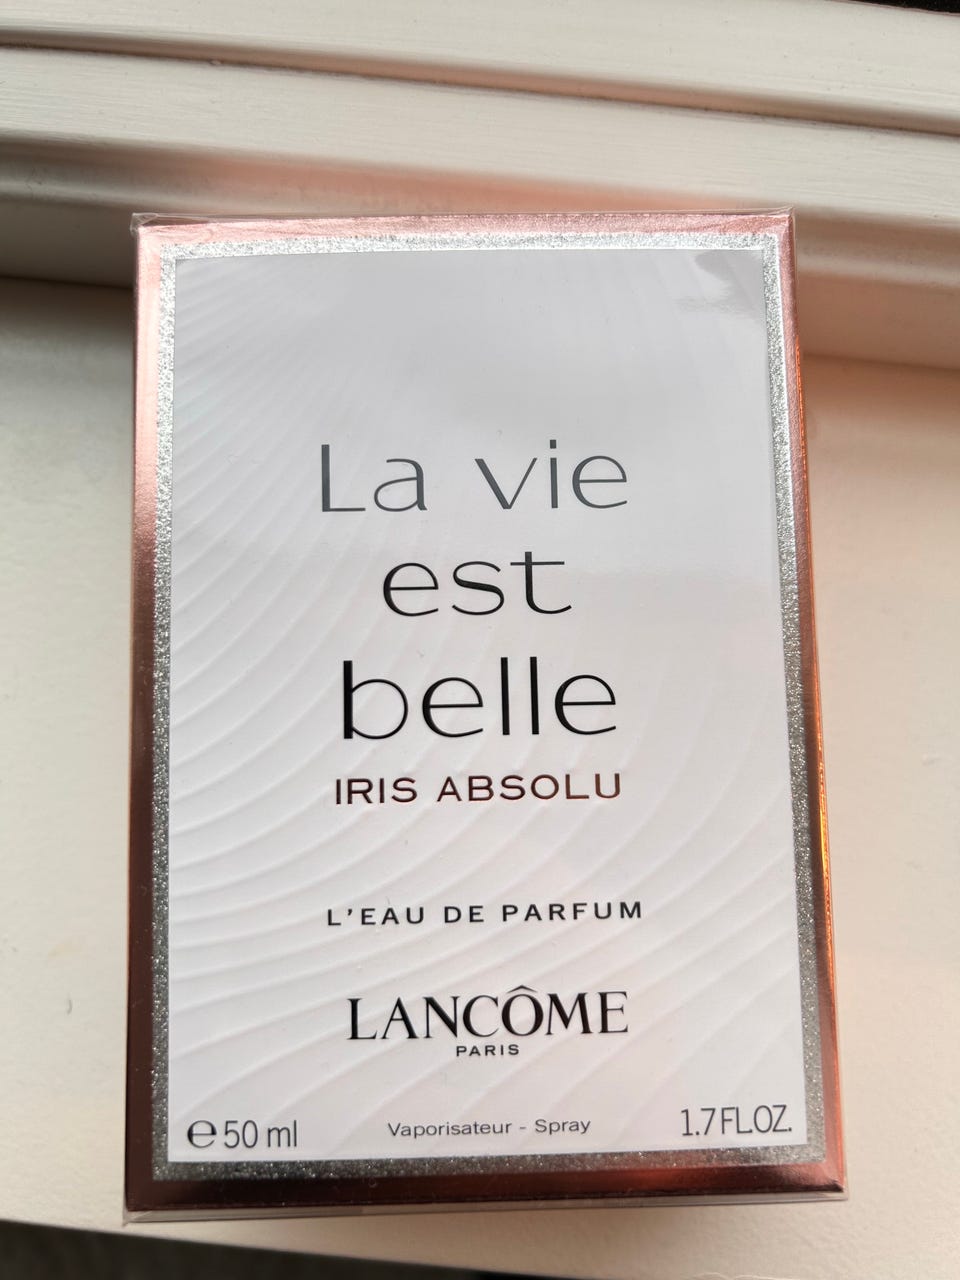 La vie
est
belle
IRIS ABSOLU
L'EAU DE PARFUM
LANCÔME
PARIS
℮50 ml Vaporisateur - Spray 1.7FL.OZ.